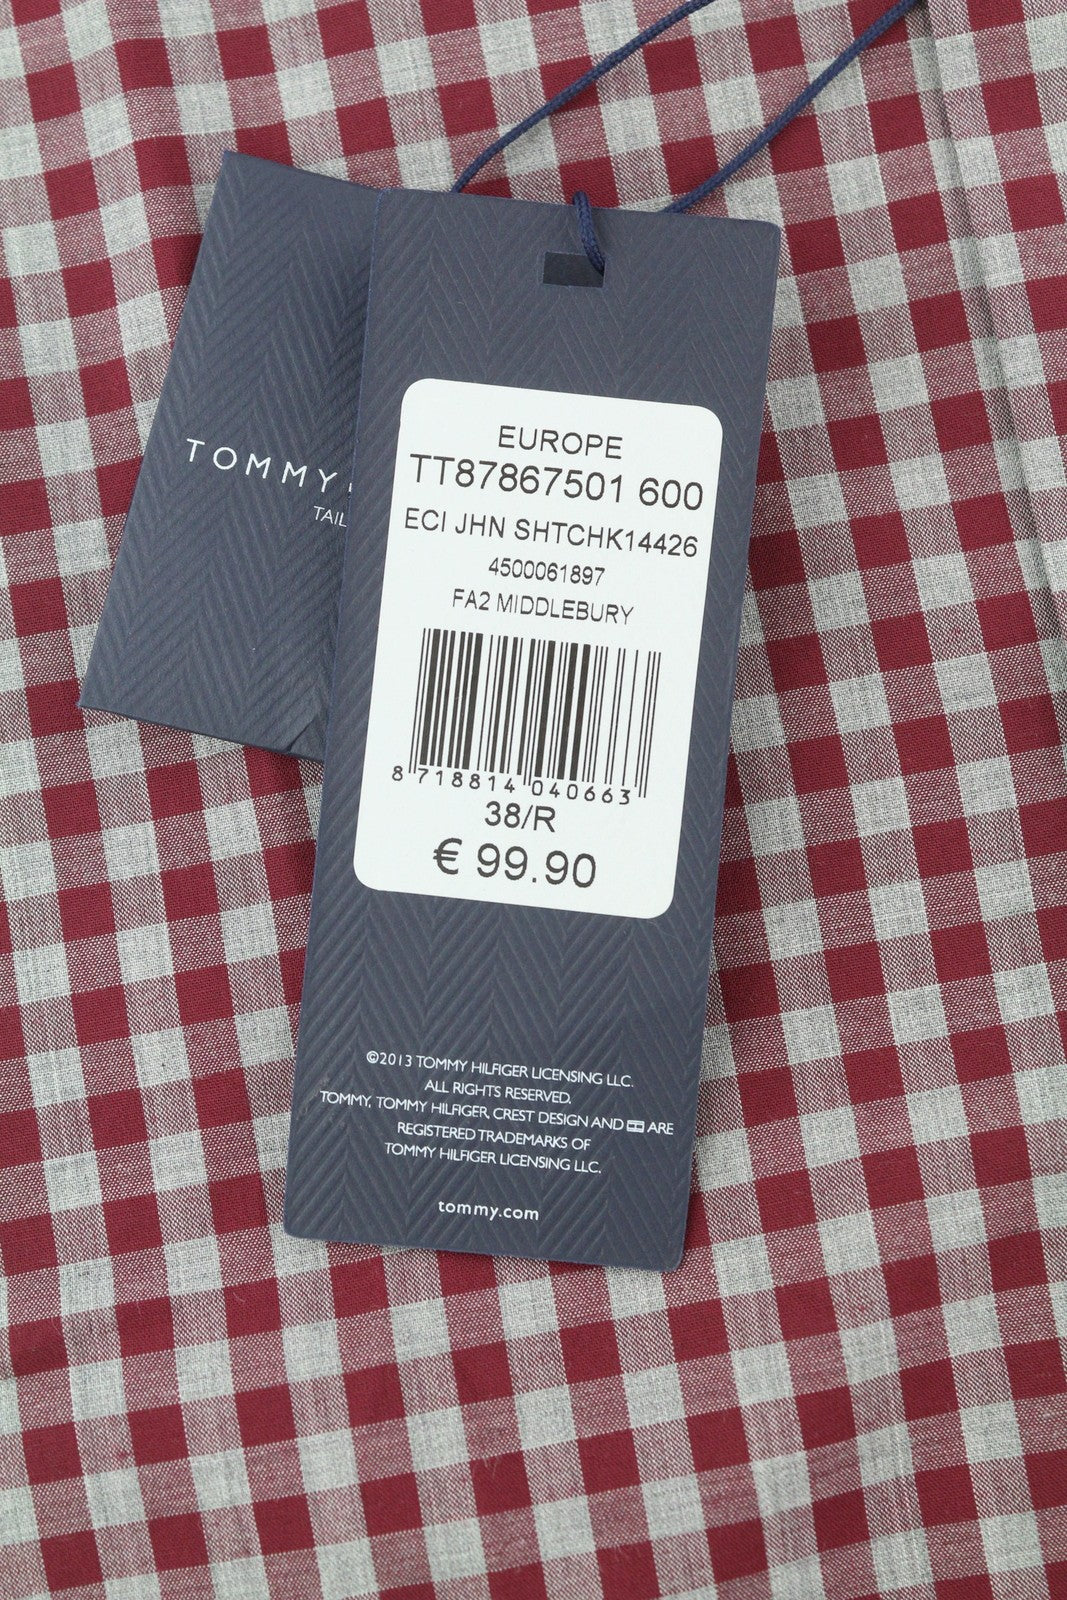 TOMMY
TAIL
EUROPE
TT87867501 600
ECI JHN SHTCHK14426
4500061897
FA2 MIDDLEBURY
8 718814 040663
38/R
€ 99.90
©2013 TOMMY HILFIGER LICENSING LLC.
ALL RIGHTS RESERVED.
TOMMY, TOMMY HILFIGER, CREST DESIGN AND ARE
REGISTERED TRADEMARKS OF
TOMMY HILFIGER LICENSING LLC.
tommy.com